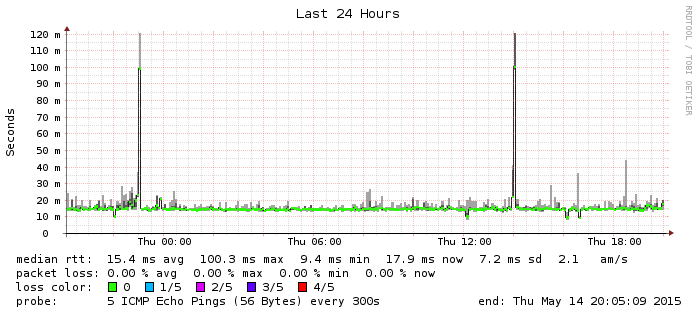 Last 24 Hours
RRDTOOL / TOBI OETIKER
Seconds
120 m
110 m
100 m
90 m
80 m
70 m
60 m
50 m
40 m
30 m
20 m
10 m
0
Thu 00:00 Thu 06:00 Thu 12:00 Thu 18:00
median rtt: 15.4 ms avg 100.3 ms max 9.4 ms min 17.9 ms now 7.2 ms sd 2.1 am/s
packet loss: 0.00 % avg 0.00 % max 0.00 % min 0.00 % now
loss color: 0 1/5 2/5 3/5 4/5
probe: 5 ICMP Echo Pings (56 Bytes) every 300s end: Thu May 14 20:05:09 2015